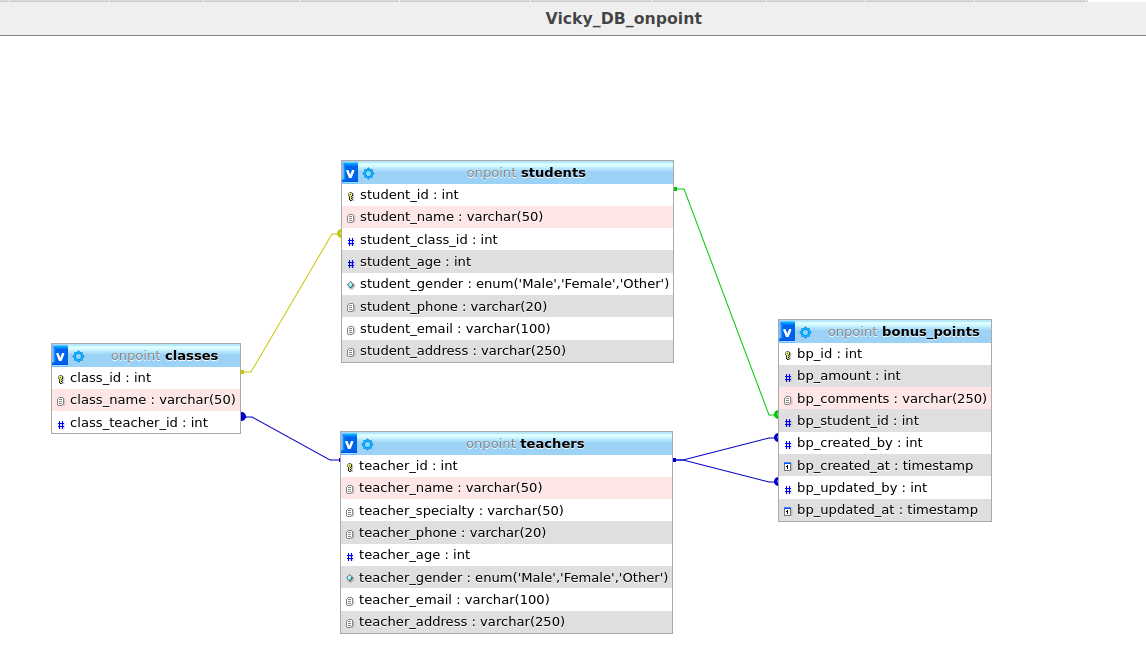 Vicky_DB_onpoint
v onpoint students
student_id : int
student_name : varchar(50)
# student_class_id : int
# student_age : int
student_gender : enum('Male','Female','Other')
student_phone : varchar(20)
student_email : varchar(100)
student_address : varchar(250)
v onpoint classes
class_id : int
class_name : varchar(50)
# class_teacher_id : int
v onpoint teachers
teacher_id : int
teacher_name : varchar(50)
teacher_specialty : varchar(50)
teacher_phone : varchar(20)
# teacher_age : int
teacher_gender : enum('Male','Female','Other')
teacher_email : varchar(100)
teacher_address : varchar(250)
v onpoint bonus_points
bp_id : int
# bp_amount : int
bp_comments : varchar(250)
# bp_student_id : int
# bp_created_by : int
bp_created_at : timestamp
# bp_updated_by : int
bp_updated_at : timestamp